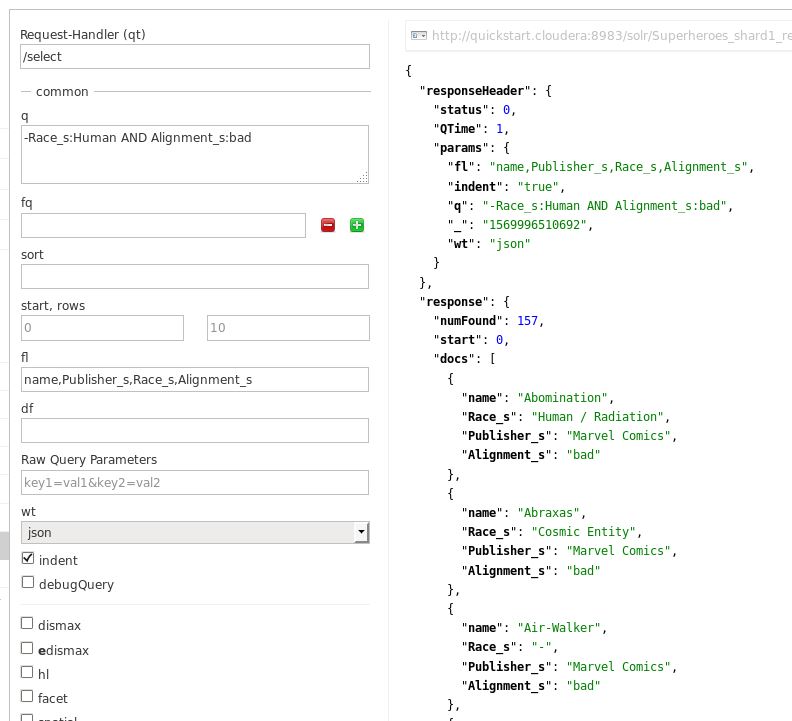 Request-Handler (qt)
/select
common
q
-Race_s:Human AND Alignment_s:bad
fq
sort
start, rows
0
10
fl
name,Publisher_s,Race_s,Alignment_s
df
Raw Query Parameters
key1=val1&key2=val2
wt
json
indent
debugQuery
dismax
edismax
hl
facet
spatial
http://quickstart.cloudera:8983/solr/Superheroes_shard1_re
{
"responseHeader": {
"status": 0,
"QTime": 1,
"params": {
"fl": "name,Publisher_s,Race_s,Alignment_s",
"indent": "true",
"q": "-Race_s:Human AND Alignment_s:bad",
"_": "1569996510692",
"wt": "json"
}
},
"response": {
"numFound": 157,
"start": 0,
"docs": [
{
"name": "Abomination",
"Race_s": "Human / Radiation",
"Publisher_s": "Marvel Comics",
"Alignment_s": "bad"
},
{
"name": "Abraxas",
"Race_s": "Cosmic Entity",
"Publisher_s": "Marvel Comics",
"Alignment_s": "bad"
},
{
"name": "Air-Walker",
"Race_s": "-",
"Publisher_s": "Marvel Comics",
"Alignment_s": "bad"
},
{